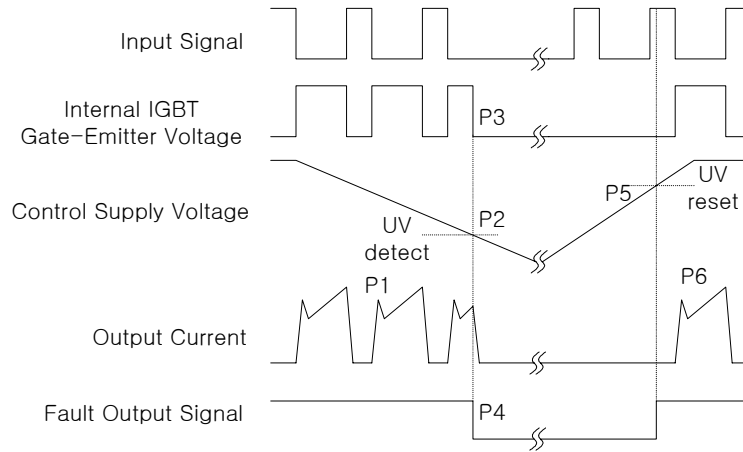 Input Signal
Internal IGBT
Gate-Emitter Voltage
P3
Control Supply Voltage
P2
UV
detect
P5
UV
reset
P1
P6
Output Current
Fault Output Signal
P4